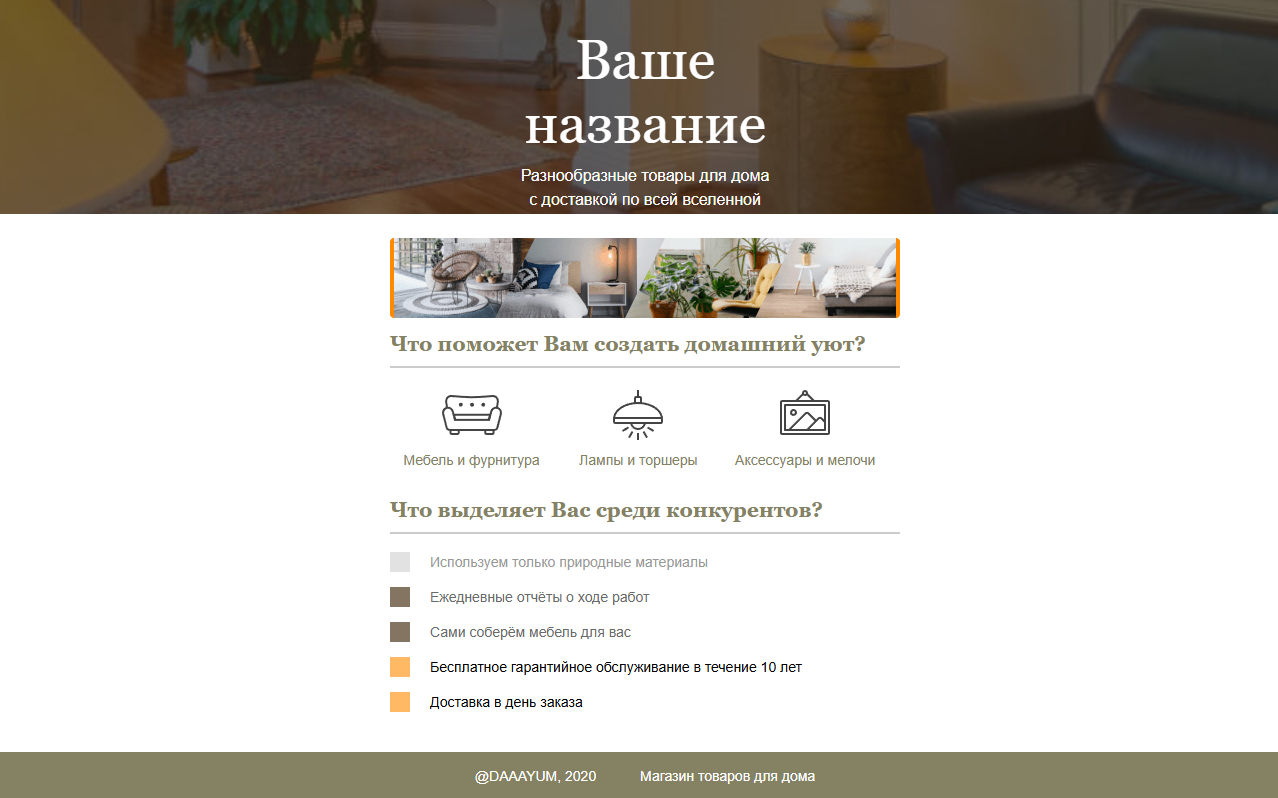 Ваше
название
Разнообразные товары для дома
с доставкой по всей вселенной
Что поможет Вам создать домашний уют?
Мебель и фурнитура
Лампы и торшеры
Аксессуары и мелочи
Что выделяет Вас среди конкурентов?
Используем только природные материалы
Ежедневные отчёты о ходе работ
Сами соберём мебель для вас
Бесплатное гарантийное обслуживание в течение 10 лет
Доставка в день заказа
@DAAAYUM, 2020 Магазин товаров для дома